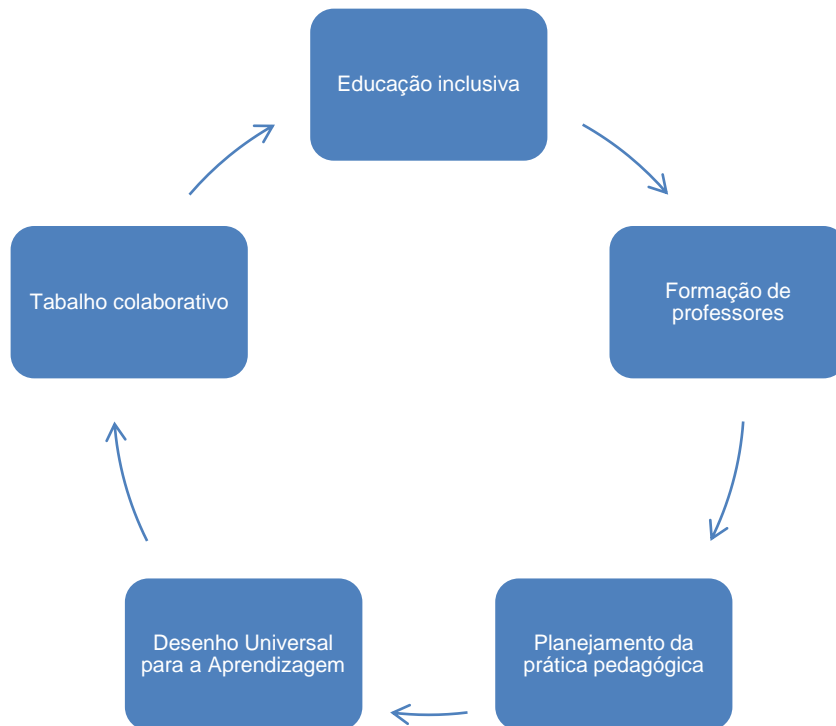 Educação inclusiva
Formação de
professores
Planejamento da
prática pedagógica
Desenho Universal
para a Aprendizagem
Tabalho colaborativo